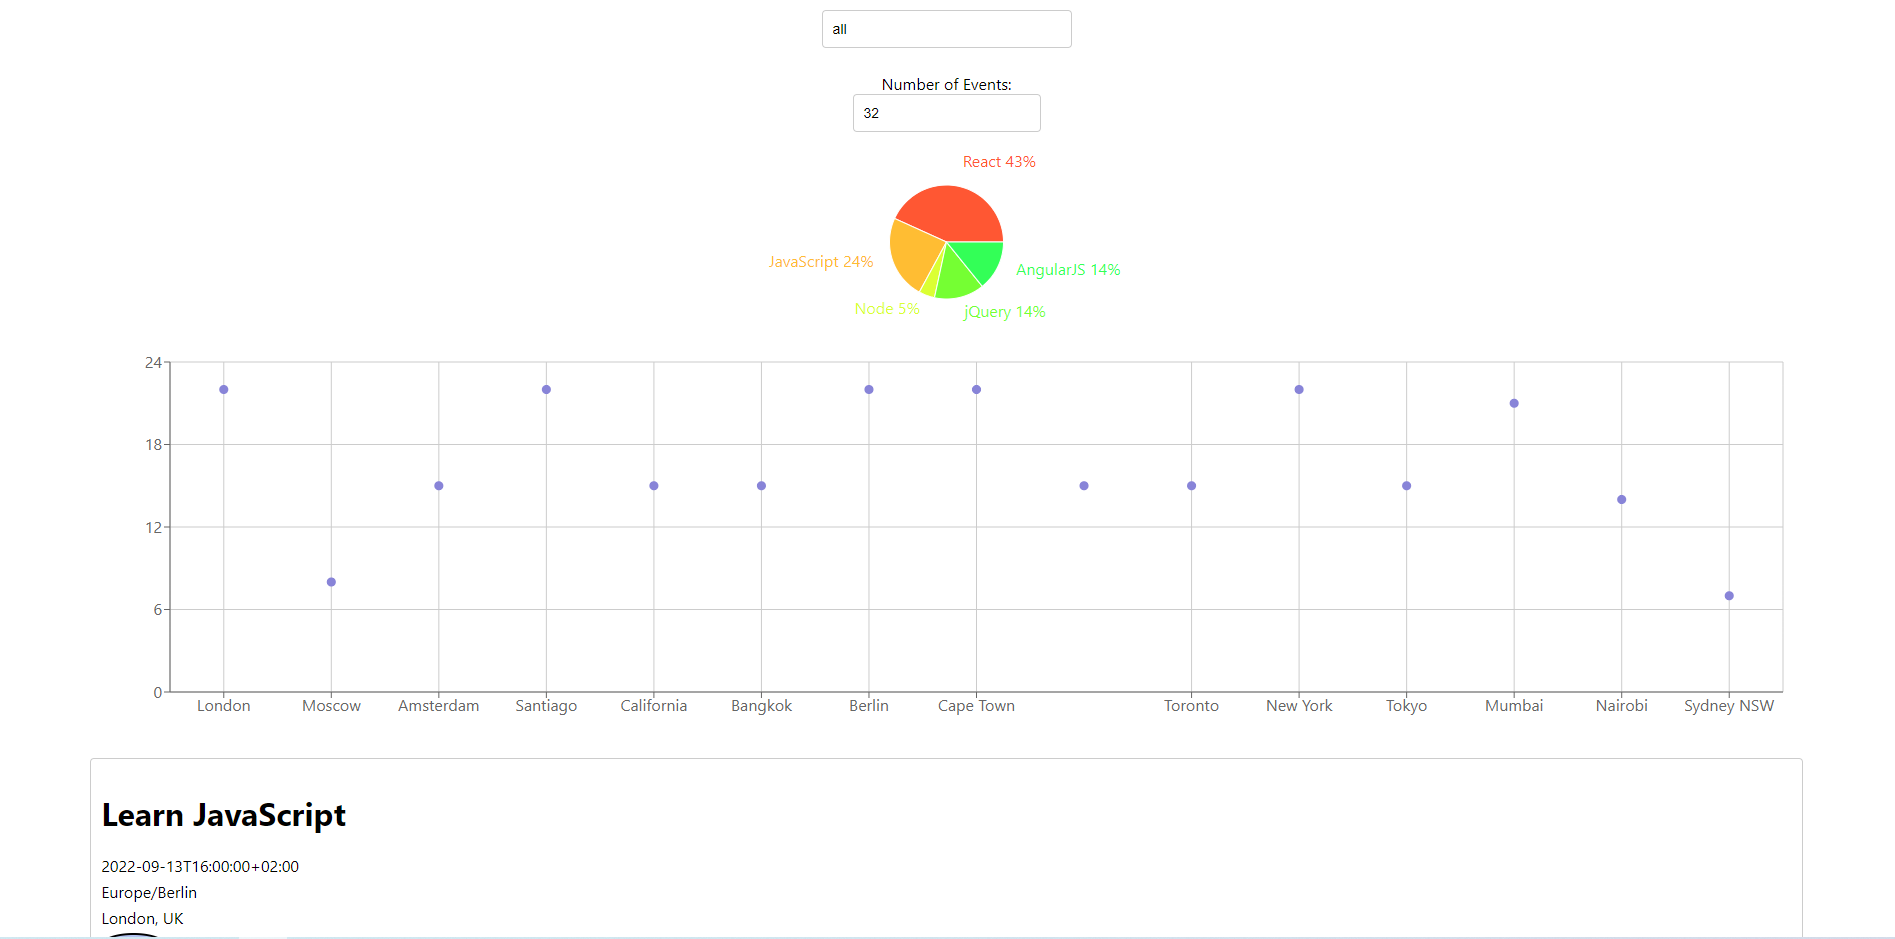 all
Number of Events:
32
React 43%
JavaScript 24%
AngularJS 14%
Node 5%
jQuery 14%
24
18
12
6
0
London Moscow Amsterdam Santiago California Bangkok Berlin Cape Town Toronto New York Tokyo Mumbai Nairobi Sydney NSW
Learn JavaScript
2022-09-13T16:00:00+02:00
Europe/Berlin
London, UK